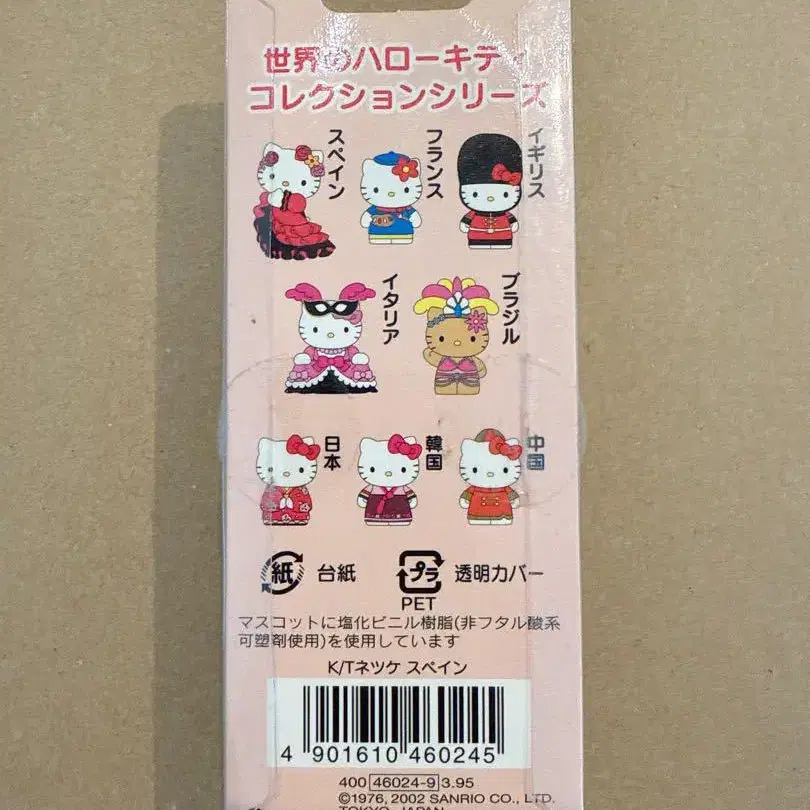 世界のハローキティ
コレクションシリーズ
スペイン
フランス
イギリス
イタリア
ブラジル
日本
韓国
中国
紙 台紙
プラ 透明カバー
PET
マスコットに塩化ビニル樹脂(非フタル酸系
可塑剤使用)を使用しています
K/Tネツケ スペイン
4 901610 460245
400 46024-9 3.95
©1976, 2002 SANRIO CO., LTD.
TOKYO, JAPAN